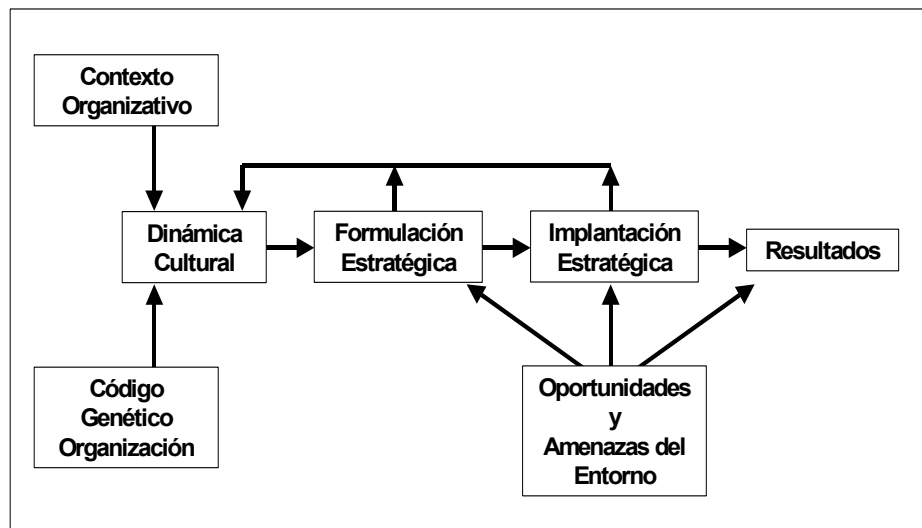 Contexto
Organizativo
Dinámica
Cultural
Formulación
Estratégica
Implantación
Estratégica
Resultados
Código
Genético
Organización
Oportunidades
y
Amenazas del
Entorno